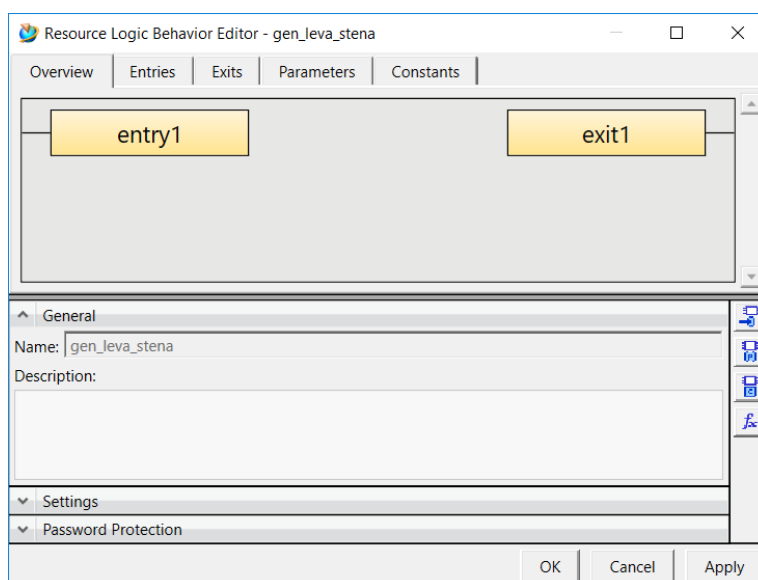 Resource Logic Behavior Editor - gen_leva_stena
Overview Entries Exits Parameters Constants
entry1 exit1
General
Name: gen_leva_stena
Description:
Settings
Password Protection
OK Cancel Apply